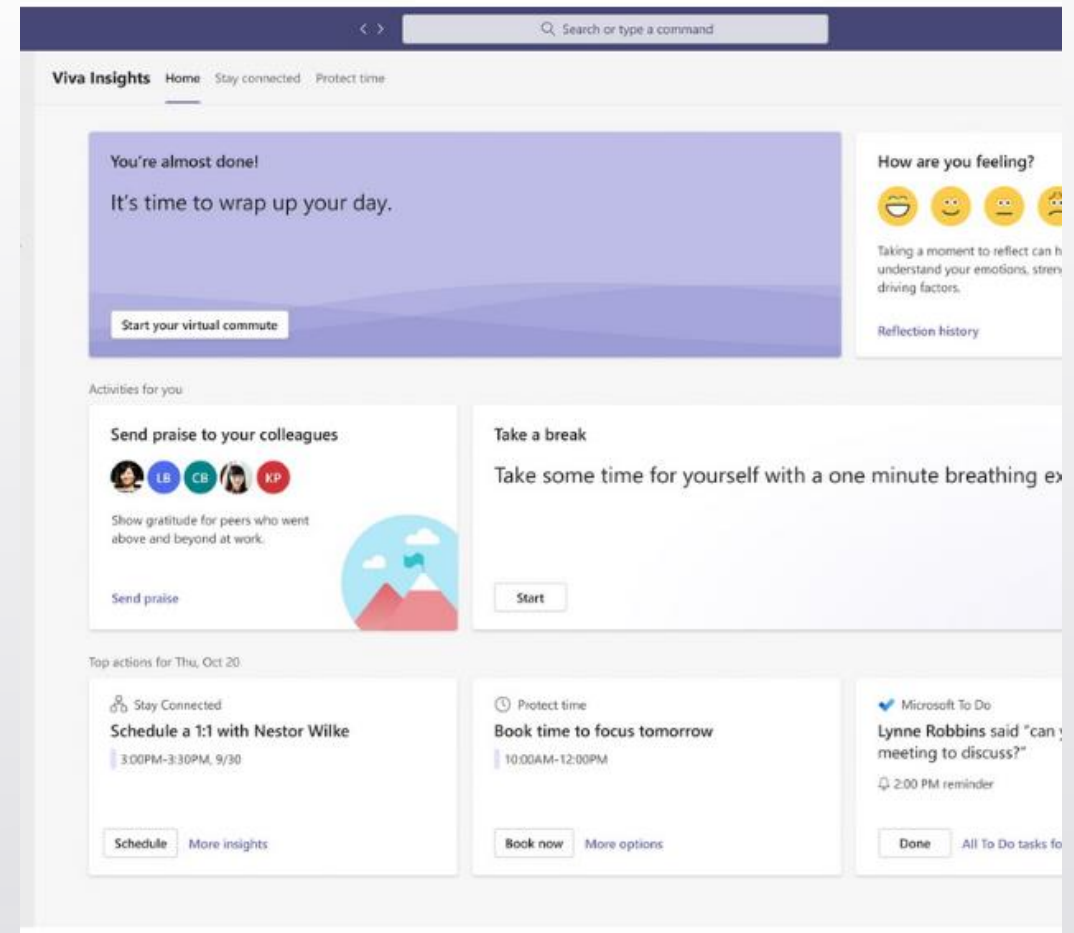 Search or type a command
Viva Insights Home Stay connected Protect time
You're almost done!
It's time to wrap up your day.
Start your virtual commute
How are you feeling?
Taking a moment to reflect can
understand your emotions,
driving factors.
Reflection history
Activities for you
Send praise to your colleagues
LB CB KP
Show gratitude for peers who went
above and beyond at work.
Send praise
Take a break
Take some time for yourself with a one minute breathing
Start
Top actions for Thu, Oct 20
Stay Connected
Schedule a 1:1 with Nestor Wilke
3:00PM-3:30PM, 9/30
Schedule More insights
Protect time
Book time to focus tomorrow
10:00AM-12:00PM
Book now More options
Microsoft To Do
Lynne Robbins said "can
meeting to discuss?"
2:00 PM reminder
Done All To Do tasks